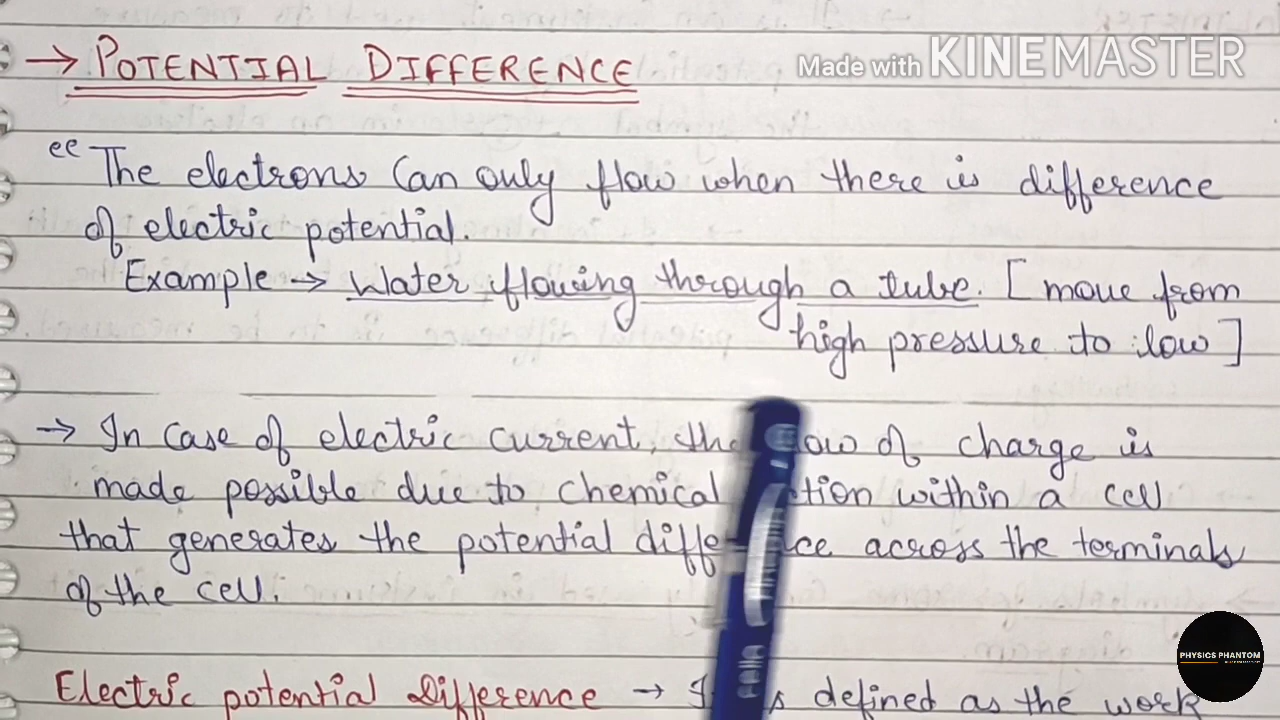 → POTENTIAL DIFFERENCE
Made with KINEMASTER
“The electrons can only flow when there is difference
of electric potential.
Example → Water flowing through a tube. [move from
high pressure to low]
→ In case of electric current, the of charge is
made possible due to chemical within a cell
that generates the potential across the terminals
of the cell.
PHYSICS PHANTOM
Electric potential Difference → defined as the work